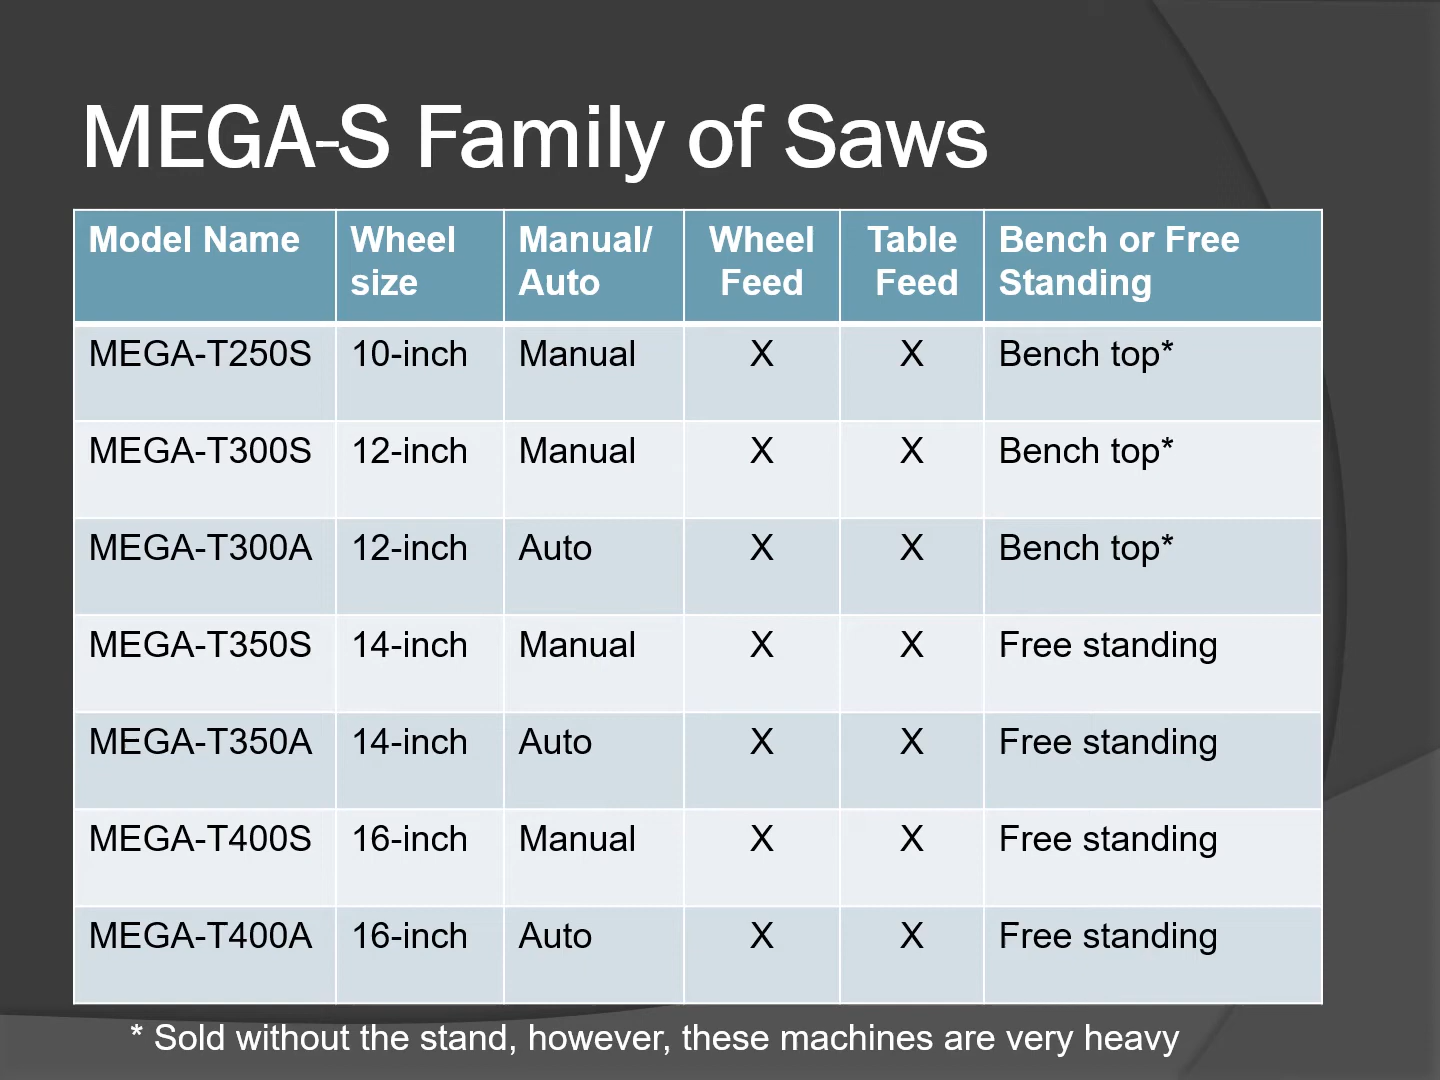 MEGA-S Family of Saws
Model Name Wheel size Manual/ Auto Wheel Feed Table Feed Bench or Free Standing
MEGA-T250S 10-inch Manual X X Bench top*
MEGA-T300S 12-inch Manual X X Bench top*
MEGA-T300A 12-inch Auto X X Bench top*
MEGA-T350S 14-inch Manual X X Free standing
MEGA-T350A 14-inch Auto X X Free standing
MEGA-T400S 16-inch Manual X X Free standing
MEGA-T400A 16-inch Auto X X Free standing
* Sold without the stand, however, these machines are very heavy